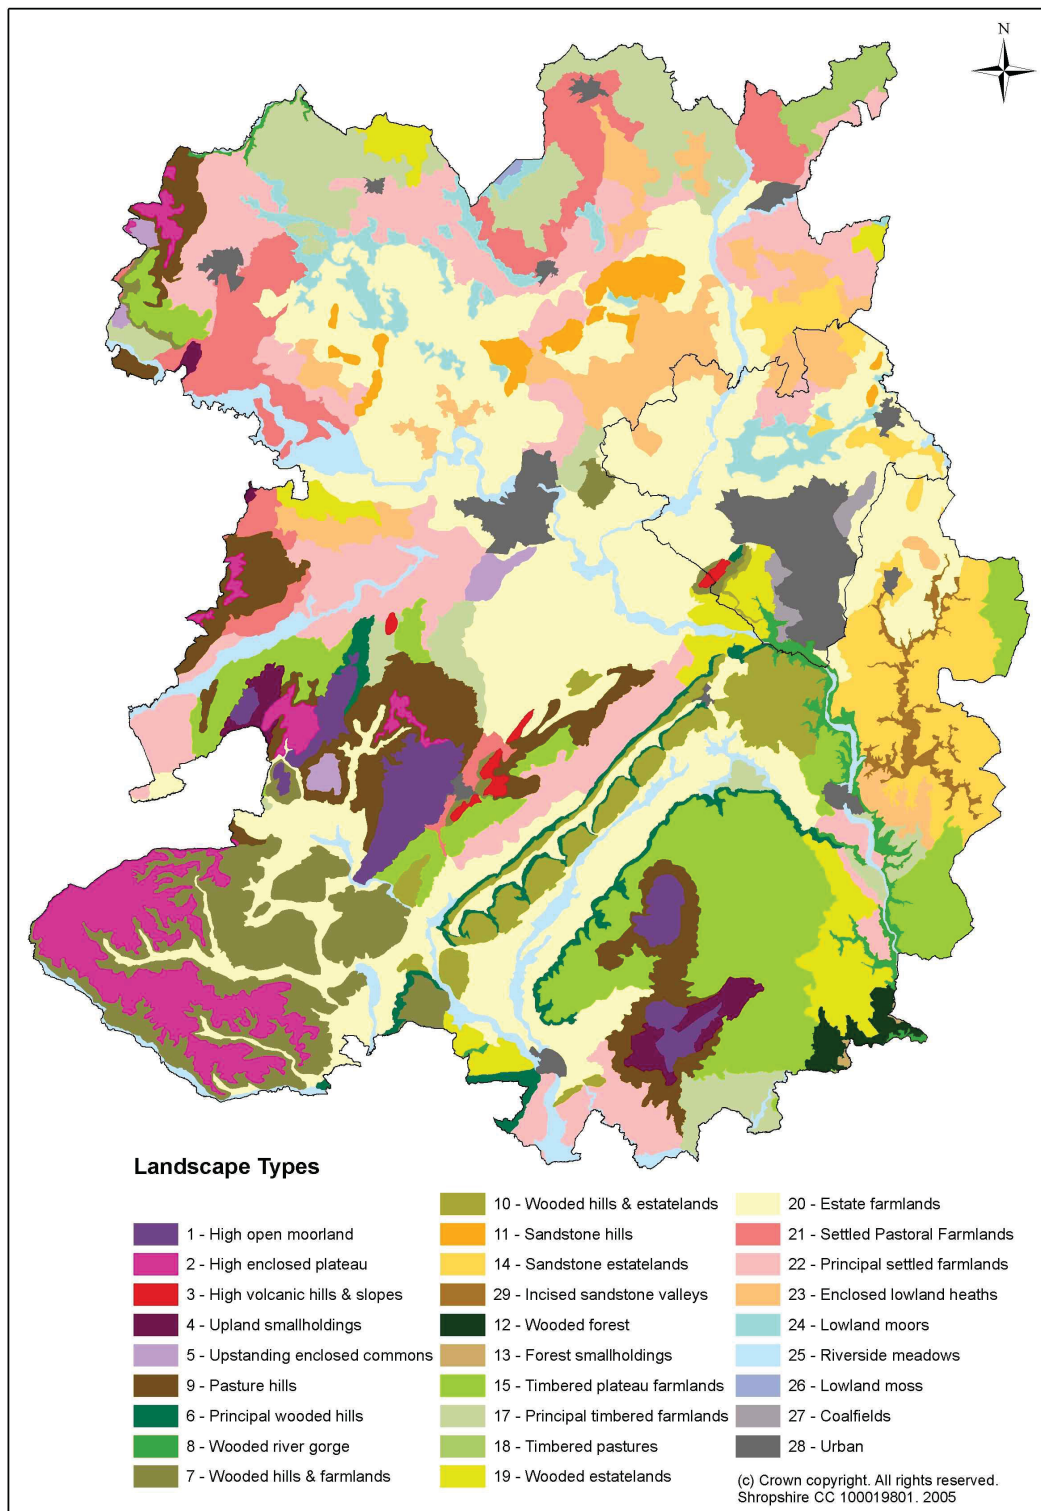 N
Landscape Types
1 - High open moorland
2 - High enclosed plateau
3 - High volcanic hills & slopes
4 - Upland smallholdings
5 - Upstanding enclosed commons
9 - Pasture hills
6 - Principal wooded hills
8 - Wooded river gorge
7 - Wooded hills & farmlands
10 - Wooded hills & estatelands
11 - Sandstone hills
14 - Sandstone estatelands
29 - Incised sandstone valleys
12 - Wooded forest
13 - Forest smallholdings
15 - Timbered plateau farmlands
17 - Principal timbered farmlands
18 - Timbered pastures
19 - Wooded estatelands
20 - Estate farmlands
21 - Settled Pastoral Farmlands
22 - Principal settled farmlands
23 - Enclosed lowland heaths
24 - Lowland moors
25 - Riverside meadows
26 - Lowland moss
27 - Coalfields
28 - Urban
(c) Crown copyright. All rights reserved.
Shropshire CC 100019801. 2005